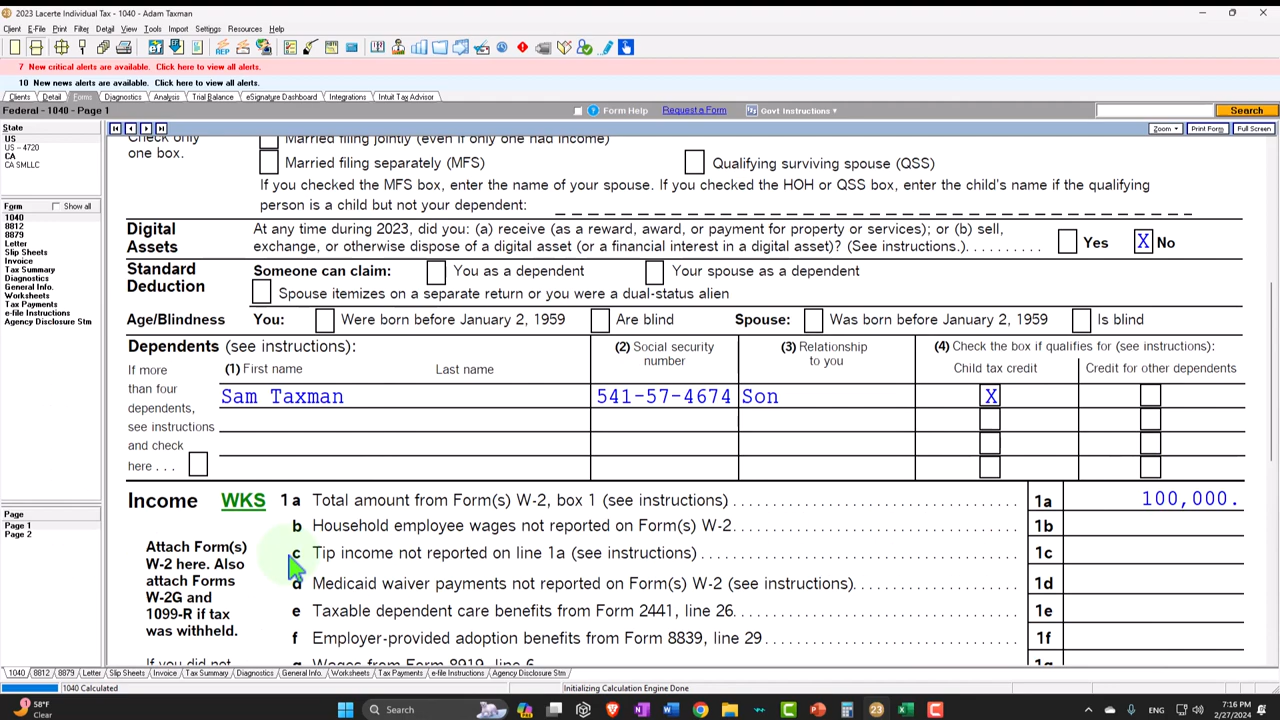 2023 Lacerte Individual Tax - 1040 - Adam Taxman
Client E-File Print Filter Detail View Tools Import Settings Resources Help
7 New critical alerts are available. Click here to view all alerts.
10 New news alerts are available. Click here to view all alerts.
Clients Detail Forms Diagnostics Analysis Trial Balance eSignature Dashboard Integrations Intuit Tax Advisor
Federal - 1040 - Page 1 Form Help Request a Form Govt Instructions Search
State
US
US - 4720
CA
CA SMLLC
Form Show all
1040
8812
8879
Letter
Slip Sheets
Invoice
Tax Summary
Diagnostics
General Info.
Worksheets
Tax Payments
e-file Instructions
Agency Disclosure Stm
Page
Page 1
Page 2
Zoom Print Form Full Screen
Check only one box.
Married filing jointly (even if only one had income)
Married filing separately (MFS) Qualifying surviving spouse (QSS)
If you checked the MFS box, enter the name of your spouse. If you checked the HOH or QSS box, enter the child's name if the qualifying
person is a child but not your dependent:
Digital Assets
At any time during 2023, did you: (a) receive (as a reward, award, or payment for property or services); or (b) sell,
exchange, or otherwise dispose of a digital asset (or a financial interest in a digital asset)? (See instructions.) Yes X No
Standard Deduction
Someone can claim: You as a dependent Your spouse as a dependent
Spouse itemizes on a separate return or you were a dual-status alien
Age/Blindness You: Were born before January 2, 1959 Are blind Spouse: Was born before January 2, 1959 Is blind
Dependents (see instructions):
(2) Social security number
(3) Relationship to you
(4) Check the box if qualifies for (see instructions):
If more than four dependents, see instructions and check here . . .
(1) First name Last name Child tax credit Credit for other dependents
Sam Taxman 541-57-4674 Son X
Income WKS 1 a Total amount from Form(s) W-2, box 1 (see instructions) 1a 100,000.
b Household employee wages not reported on Form(s) W-2 1b
Attach Form(s) W-2 here. Also attach Forms W-2G and 1099-R if tax was withheld.
c Tip income not reported on line 1a (see instructions) 1c
d Medicaid waiver payments not reported on Form(s) W-2 (see instructions) 1d
e Taxable dependent care benefits from Form 2441, line 26 1e
f Employer-provided adoption benefits from Form 8839, line 29 1f
If you did not
g Wages from Form 8919, line 6 1g
1040 8812 8879 Letter Slip Sheets Invoice Tax Summary Diagnostics General Info. Worksheets Tax Payments e-file Instructions Agency Disclosure Stm
1040 Calculated Initializing Calculation Engine Done
58°F
Clear
Search
ENG
7:16 PM
2/27/2024